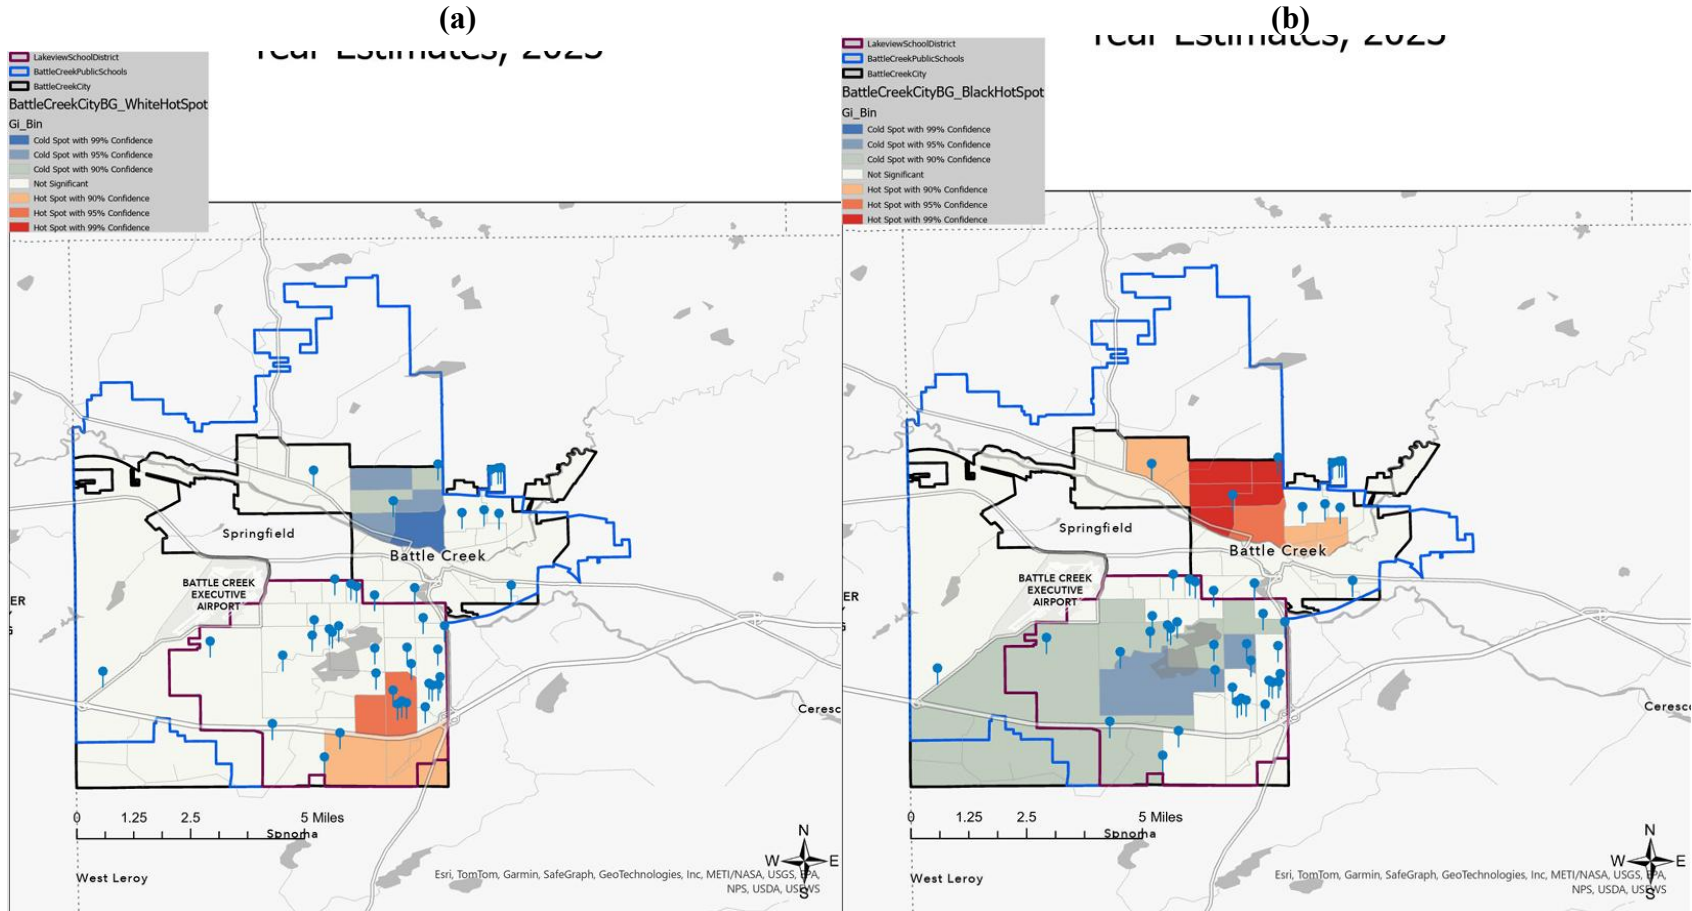 (a)
Year Estimates, 2023
LakeviewSchoolDistrict
BattleCreekPublicSchools
BattleCreekCity
BattleCreekCityBG_WhiteHotSpot
Gi_Bin
Cold Spot with 99% Confidence
Cold Spot with 95% Confidence
Cold Spot with 90% Confidence
Not Significant
Hot Spot with 90% Confidence
Hot Spot with 95% Confidence
Hot Spot with 99% Confidence
Springfield
Battle Creek
BATTLE CREEK
EXECUTIVE
AIRPORT
Ceresc
0 1.25 2.5 5 Miles
Sonoma
West Leroy
N
W E
S
Esri, TomTom, Garmin, SafeGraph, GeoTechnologies, Inc, METI/NASA, USGS, EPA,
NPS, USDA, USFWS
(b)
Year Estimates, 2023
LakeviewSchoolDistrict
BattleCreekPublicSchools
BattleCreekCity
BattleCreekCityBG_BlackHotSpot
Gi_Bin
Cold Spot with 99% Confidence
Cold Spot with 95% Confidence
Cold Spot with 90% Confidence
Not Significant
Hot Spot with 90% Confidence
Hot Spot with 95% Confidence
Hot Spot with 99% Confidence
ER
Springfield
Battle Creek
BATTLE CREEK
EXECUTIVE
AIRPORT
Ceresc
0 1.25 2.5 5 Miles
Sonoma
West Leroy
N
W E
S
Esri, TomTom, Garmin, SafeGraph, GeoTechnologies, Inc, METI/NASA, USGS, EPA,
NPS, USDA, USFWS